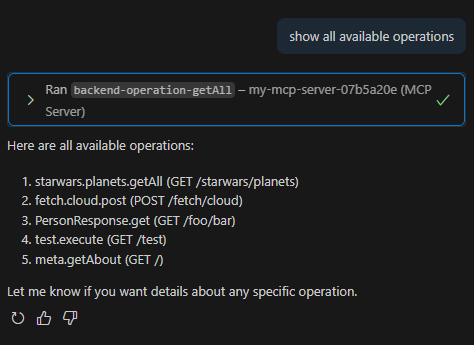 show all available operations
Ran backend-operation-getAll – my-mcp-server-07b5a20e (MCP
Server)
Here are all available operations:
1. starwars.planets.getAll (GET /starwars/planets)
2. fetch.cloud.post (POST /fetch/cloud)
3. PersonResponse.get (GET /foo/bar)
4. test.execute (GET /test)
5. meta.getAbout (GET /)
Let me know if you want details about any specific operation.